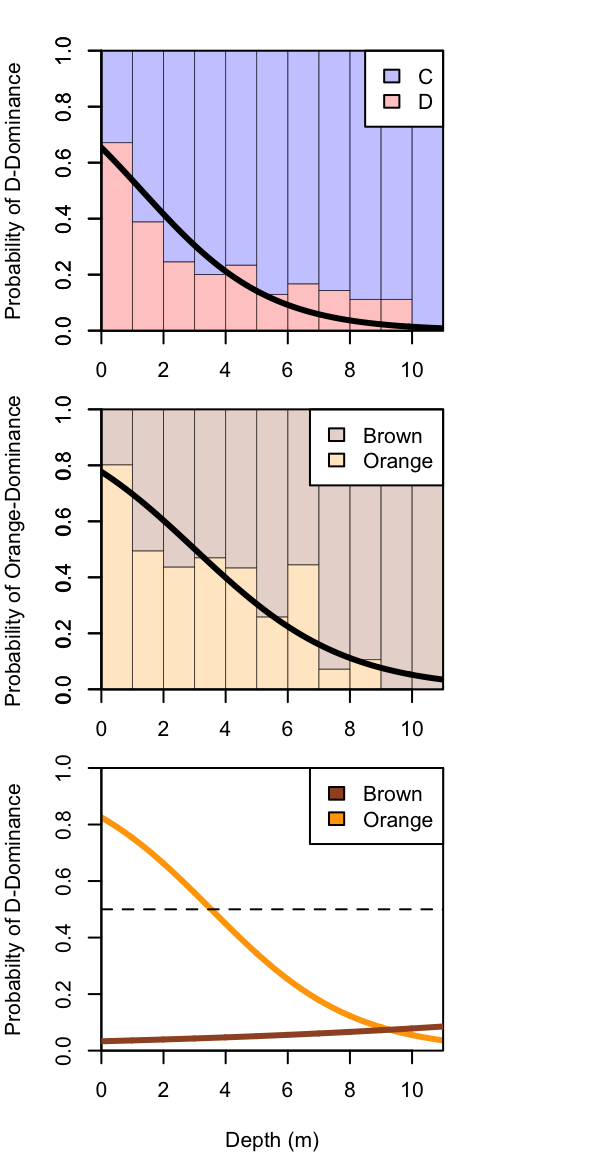 Probability of D-Dominance
1.0
0.8
0.6
0.4
0.2
0.0
C
D
0 2 4 6 8 10
Probability of Orange-Dominance
1.0
0.8
0.6
0.4
0.2
0.0
Brown
Orange
0 2 4 6 8 10
Probabilty of D-Dominance
1.0
0.8
0.6
0.4
0.2
0.0
Brown
Orange
0 2 4 6 8 10
Depth (m)